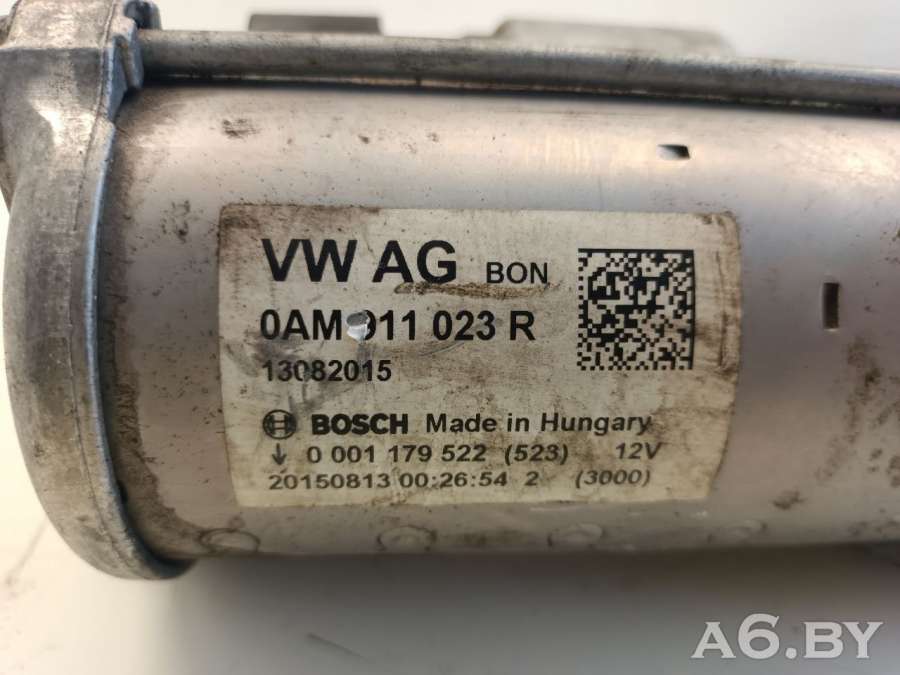 VW AG BON
0AM 911 023 R
13082015
BOSCH Made in Hungary
↓ 0 001 179 522 (523) 12V
20150813 00:26:54 2 (3000)
A6.BY